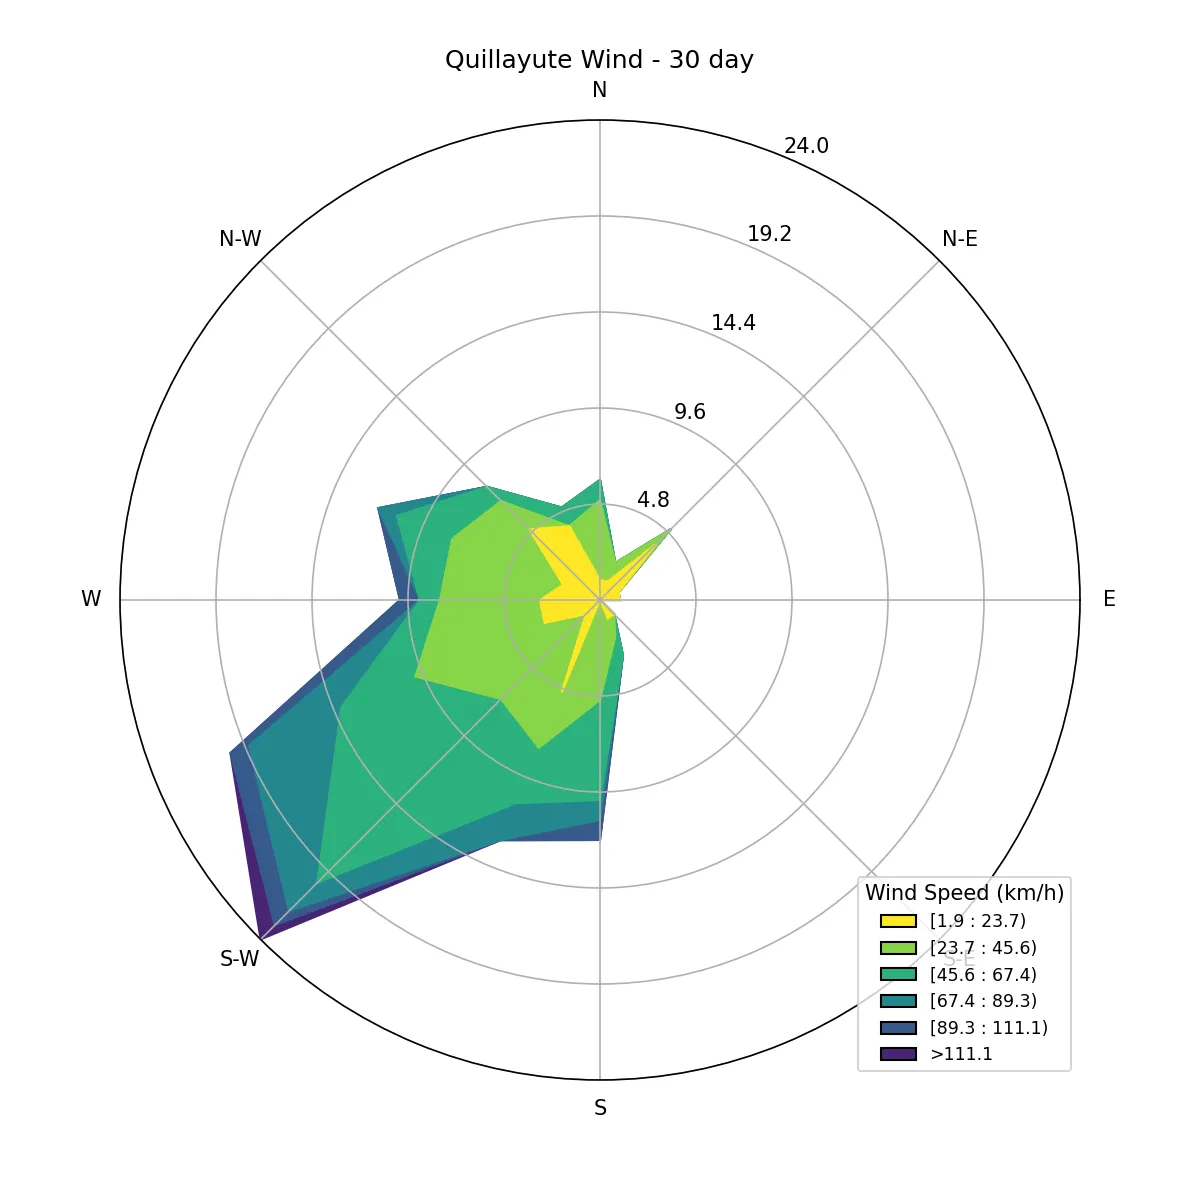 Quillayute Wind - 30 day
N
24.0
19.2
N-W
N-E
14.4
9.6
4.8
W
E
Wind Speed (km/h)
[1.9 : 23.7)
[23.7 : 45.6)
S-W
S-E
[45.6 : 67.4)
[67.4 : 89.3)
[89.3 : 111.1)
>111.1
S